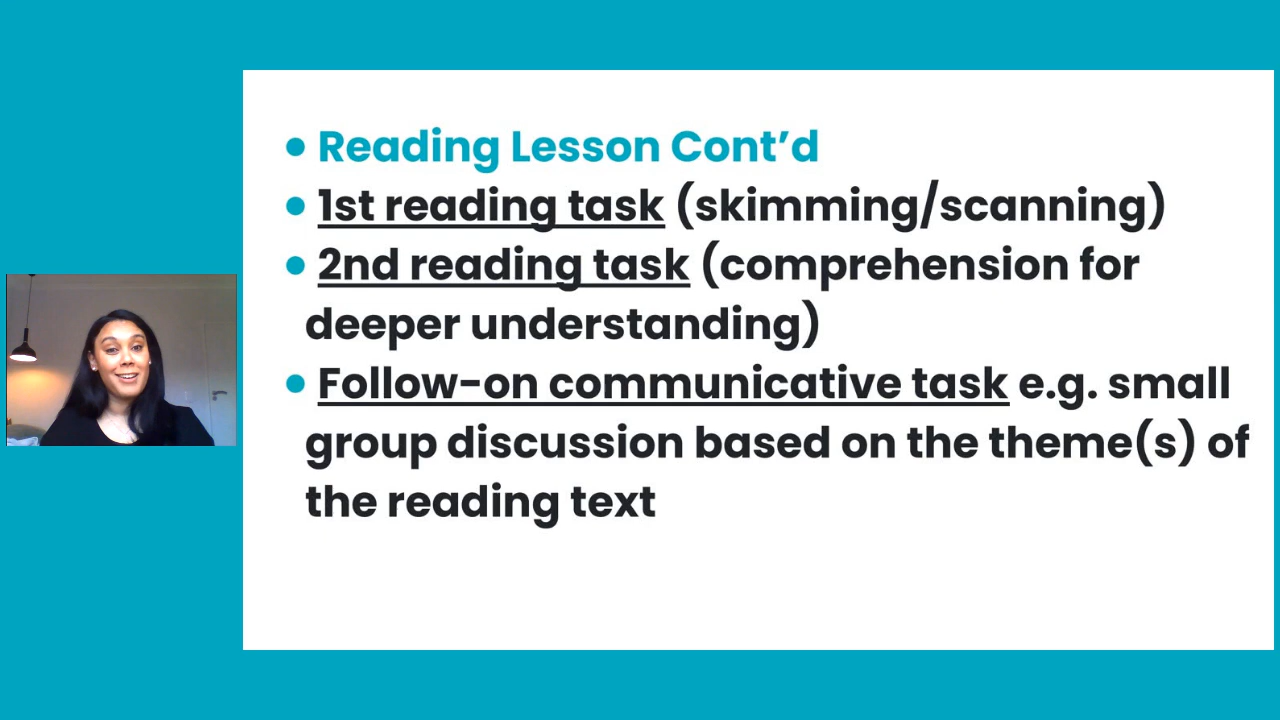 • Reading Lesson Cont’d
• 1st reading task (skimming/scanning)
• 2nd reading task (comprehension for
deeper understanding)
• Follow-on communicative task e.g. small
group discussion based on the theme(s) of
the reading text